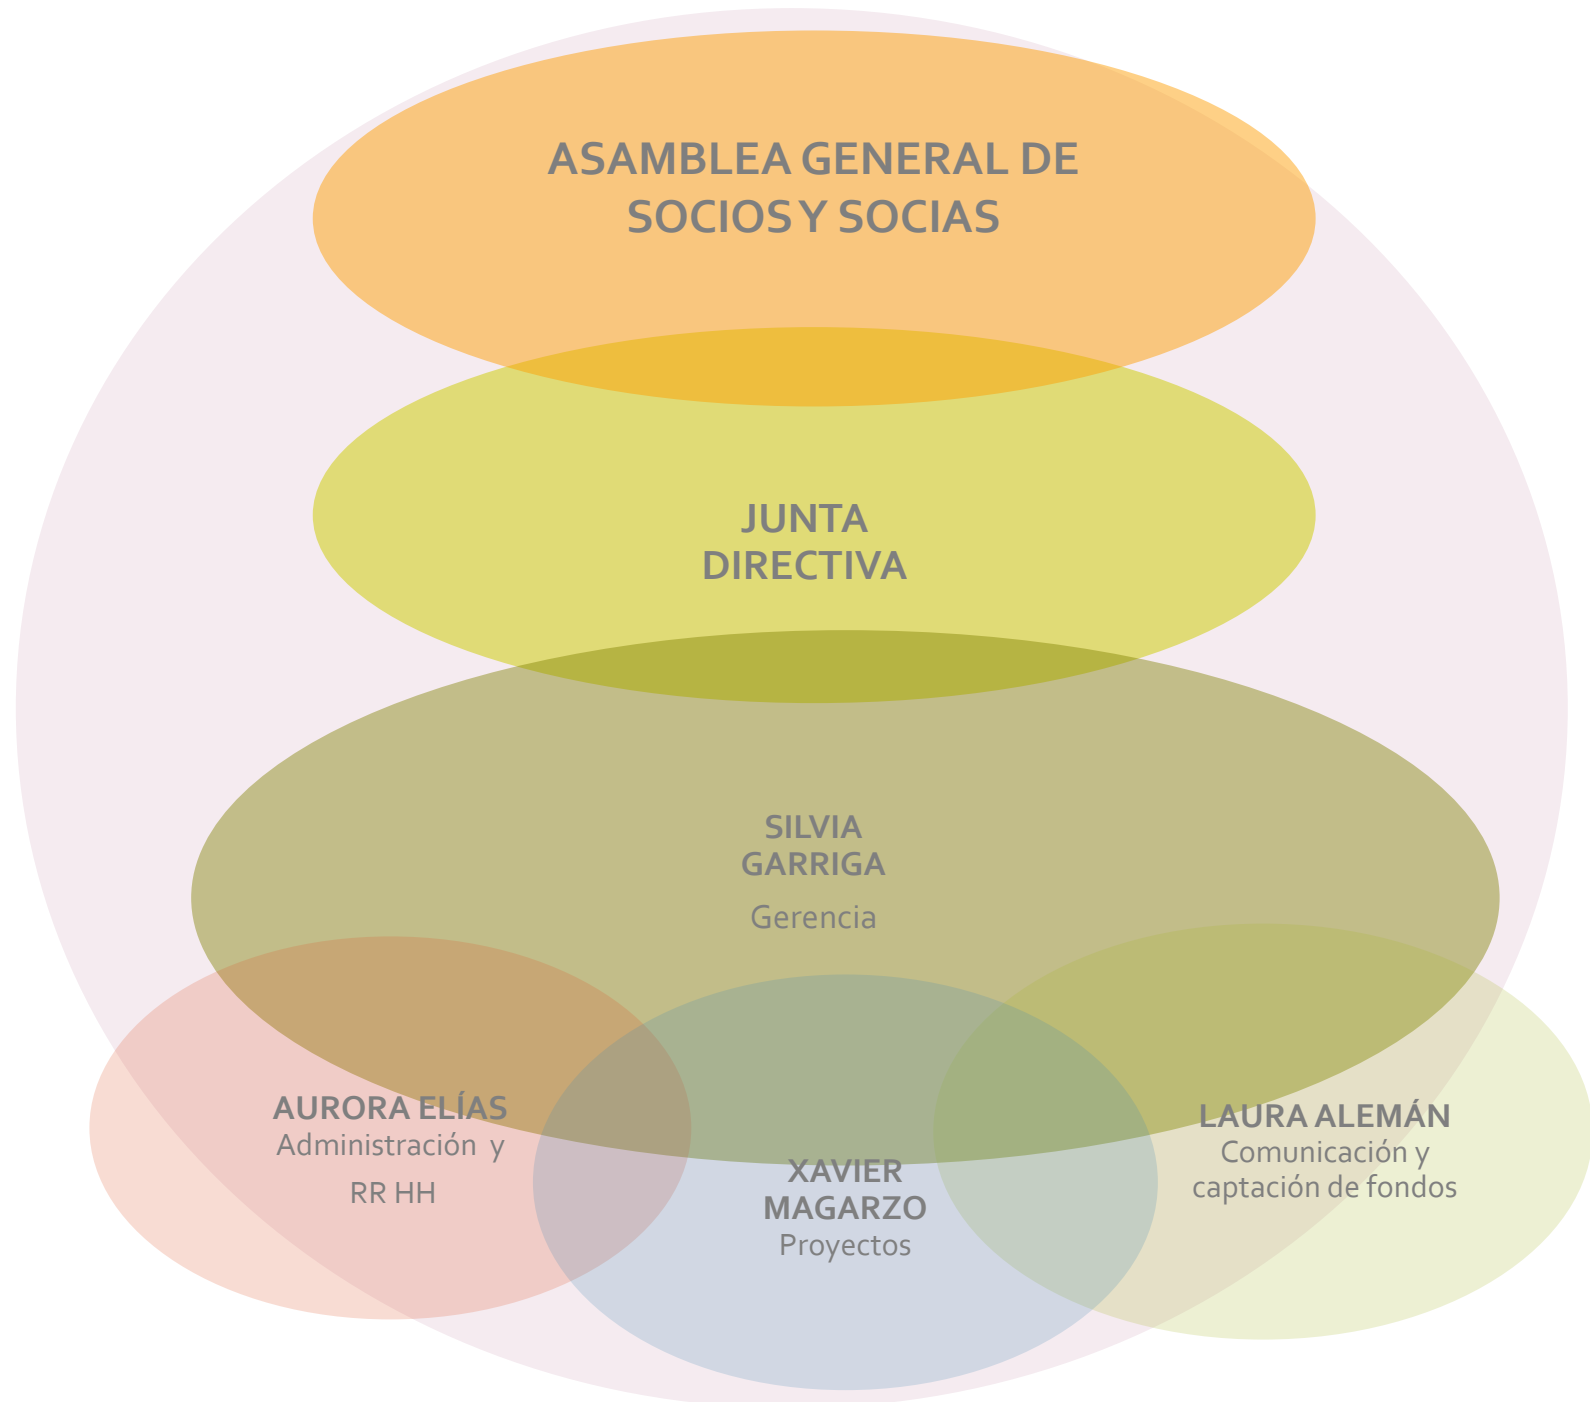 ASAMBLEA GENERAL DE
SOCIOS Y SOCIAS
JUNTA
DIRECTIVA
SILVIA
GARRIGA
Gerencia
AURORA ELÍAS
Administración y
RR HH
XAVIER
MAGARZO
Proyectos
LAURA ALEMÁN
Comunicación y
captación de fondos